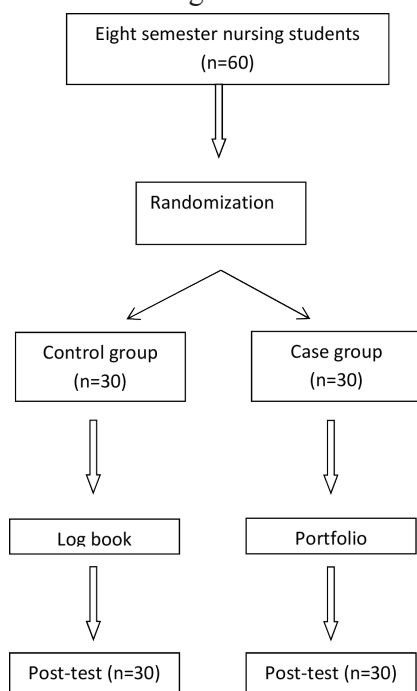 Eight semester nursing students
(n=60)
Randomization
Control group
(n=30)
Case group
(n=30)
Log book
Portfolio
Post-test (n=30)
Post-test (n=30)